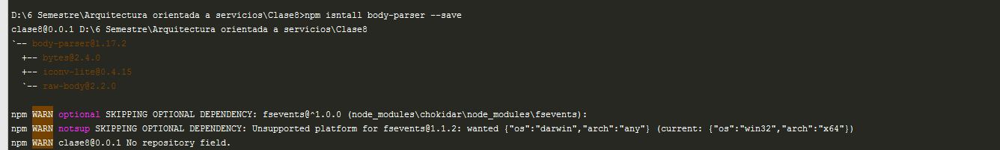 D:\6 Semestre\Arquitectura orientada a servicios\Clase8>npm isntall body-parser --save
clase8@0.0.1 D:\6 Semestre\Arquitectura orientada a servicios\Clase8
`-- body-parser@1.17.2
+-- bytes@2.4.0
+-- iconv-lite@0.4.15
`-- raw-body@2.2.0
npm WARN optional SKIPPING OPTIONAL DEPENDENCY: fsevents@^1.0.0 (node_modules\chokidar\node_modules\fsevents):
npm WARN notsup SKIPPING OPTIONAL DEPENDENCY: Unsupported platform for fsevents@1.1.2: wanted {"os":"darwin","arch":"any"} (current: {"os":"win32","arch":"x64"})
npm WARN clase8@0.0.1 No repository field.